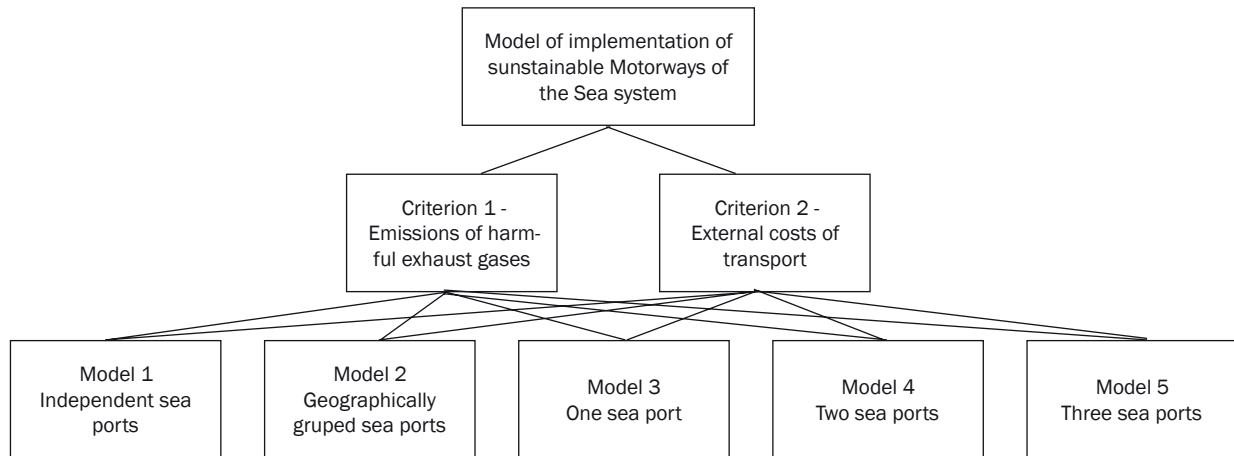 Model of implementation of
sunstainable Motorways of
the Sea system
Criterion 1 -
Emissions of harm-
ful exhaust gases
Criterion 2 -
External costs of
transport
Model 1
Independent sea
ports
Model 2
Geographically
gruped sea ports
Model 3
One sea port
Model 4
Two sea ports
Model 5
Three sea ports